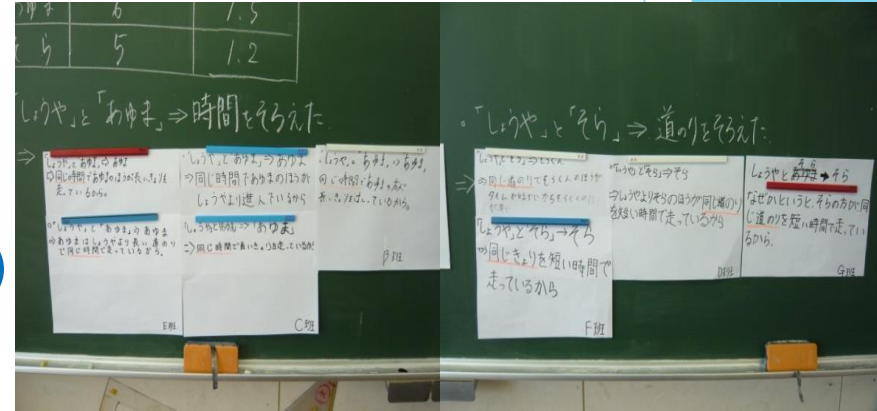 ゆま 6 1.5
そら 5 1.2
「しょうや」と「あゆま」⇒時間をそろえた
⇒
「しょうや」と「あゆま」⇒あゆま
⇒同じ時間であゆまのほうが長いきょりを
走っているから。
「しょうや」と「あゆま」⇒あゆま
⇒あゆまはしょうやより長い道のり
で同じ時間で走っているから。
E班
・「しょうや」と「あゆま」⇒あゆま
⇒同じ時間であゆまのほうが
しょうやより進んでいるから
「しょうや」と「あゆま」⇒「あゆま」
⇒同じ時間で長いきょりを走っているから
C班
「しょうや」と「あゆま」⇒あゆま
同じ時間であゆまの方が
長いきょりを走っているから。
B班
・「しょうや」と「そら」⇒道のりをそろえた
⇒
⇒同じ道のりでそらくんのほうが
「しょうや」と「そら」→そら
⇒同じきょりを短い時間で
走っているから
F班
「しょうや」と「そら」⇒そら
⇒しょうやよりそらのほうが同じ道のり
を短い時間で走っているから
D班
しょうやとそら→そら
なぜかというと、そらの方が同
じ道のりを短い時間で走ってい
るから。
G班